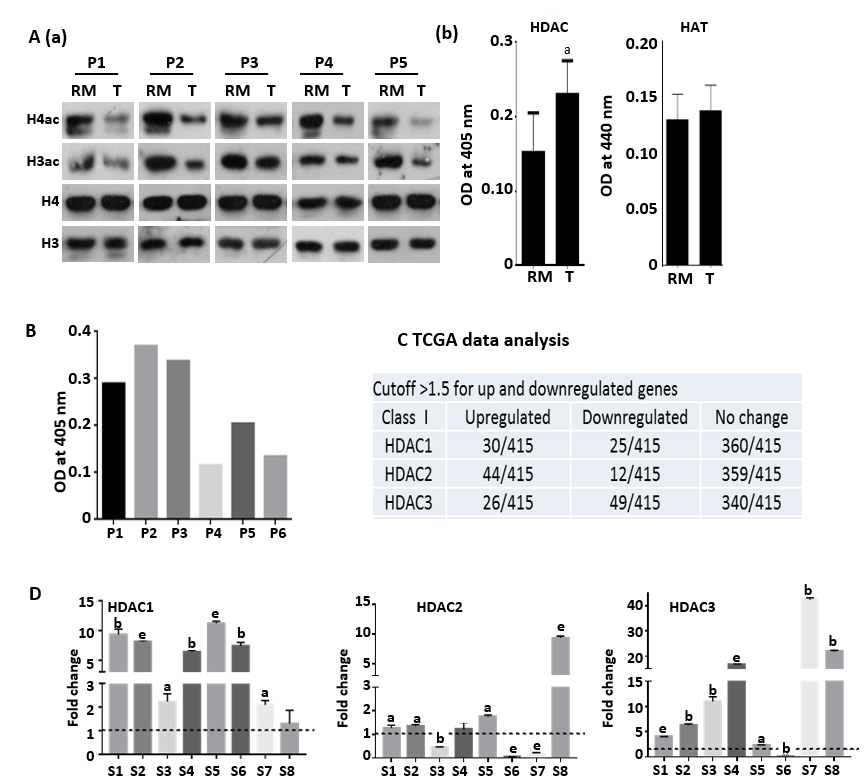 A (a)
P1 P2 P3 P4 P5
RM T RM T RM T RM T RM T
H4ac
H3ac
H4
H3
(b)
HDAC
0.3
0.2
0.10
0
OD at 405 nm
a
RM T
HAT
0.20
0.15
0.10
0.05
0
OD at 440 nm
RM T
B
0.4
0.3
0.2
0.1
0
OD at 405 nm
P1 P2 P3 P4 P5 P6
C TCGA data analysis
Cutoff >1.5 for up and downregulated genes
Class I Upregulated Downregulated No change
HDAC1 30/415 25/415 360/415
HDAC2 44/415 12/415 359/415
HDAC3 26/415 49/415 340/415
D
HDAC1
15
10
5
3
2
1
0
Fold change
b e a b e b a
S1 S2 S3 S4 S5 S6 S7 S8
HDAC2
15
10
5
3
2
1
0
Fold change
a a b a e e e
S1 S2 S3 S4 S5 S6 S7 S8
HDAC3
40
30
20
15
10
5
0
Fold change
e b b e a b b b
S1 S2 S3 S4 S5 S6 S7 S8